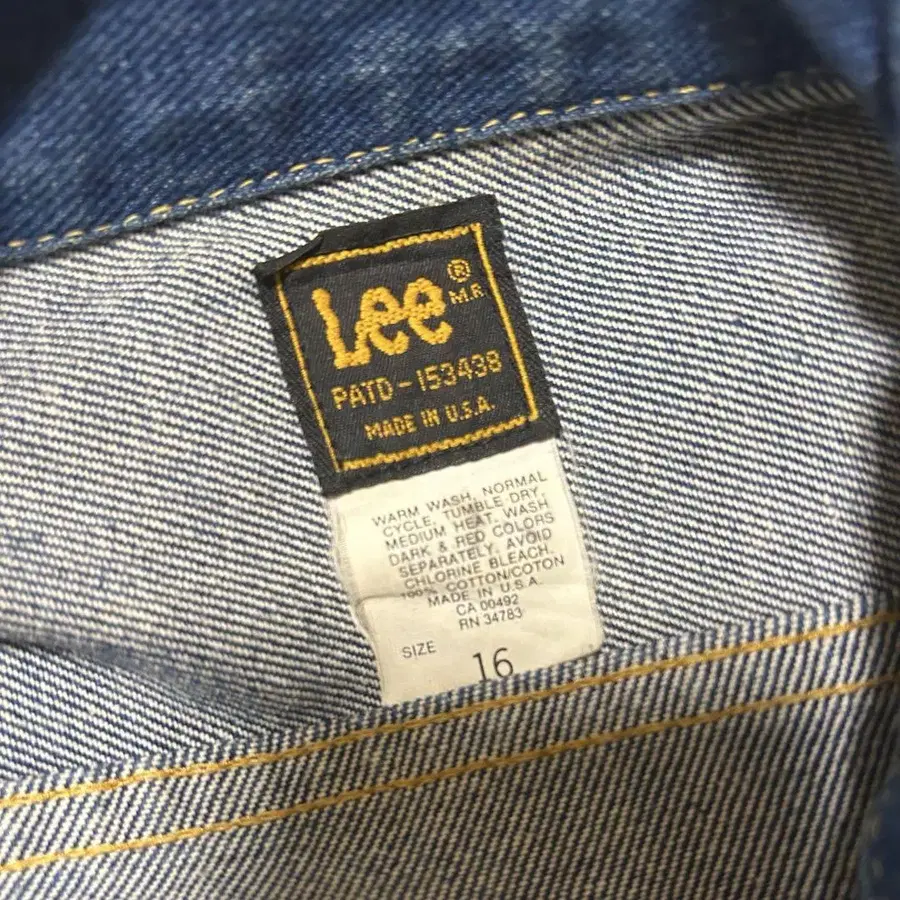 Lee®
M.R.
PATD-153438
MADE IN U.S.A.
WARM WASH, NORMAL
CYCLE, TUMBLE DRY,
MEDIUM HEAT. WASH
DARK & RED COLORS
SEPARATELY. AVOID
CHLORINE BLEACH.
100% COTTON/COTON
MADE IN U.S.A.
CA 00492
RN 34783
SIZE
16